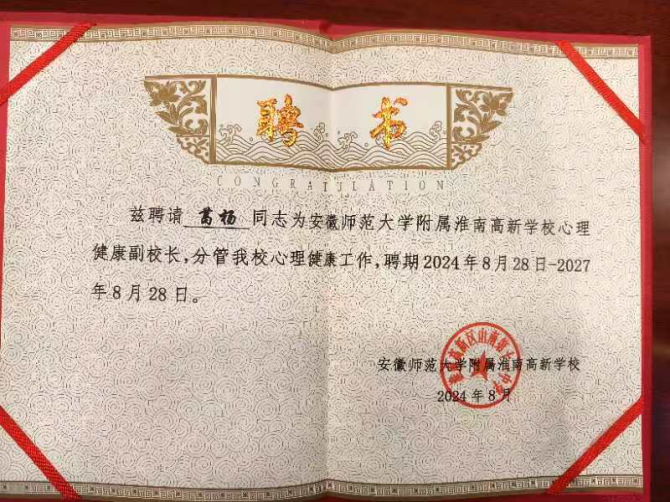 聘书
CONGRATULATION
兹聘请 葛杨 同志为安徽师范大学附属淮南高新学校心理
健康副校长,分管我校心理健康工作,聘期2024年8月28日-2027
年8月28日。
安徽师范大学附属淮南高新学校
2024年8月